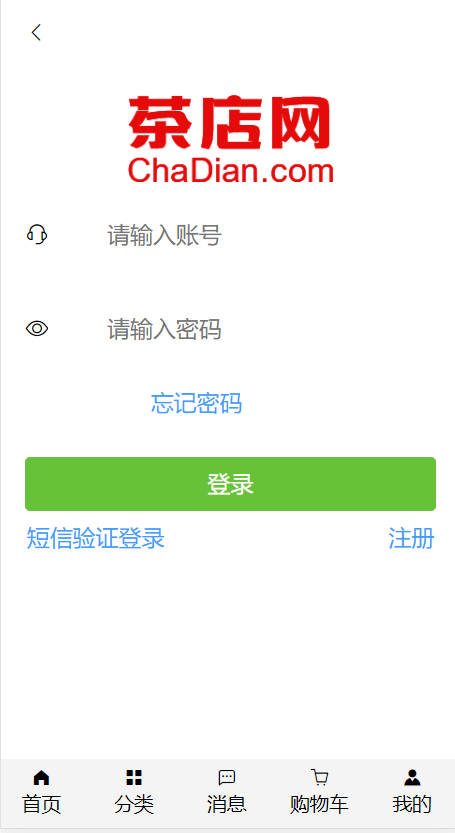 茶店网
ChaDian.com
请输入账号
请输入密码
忘记密码
登录
短信验证登录 注册
首页 分类 消息 购物车 我的